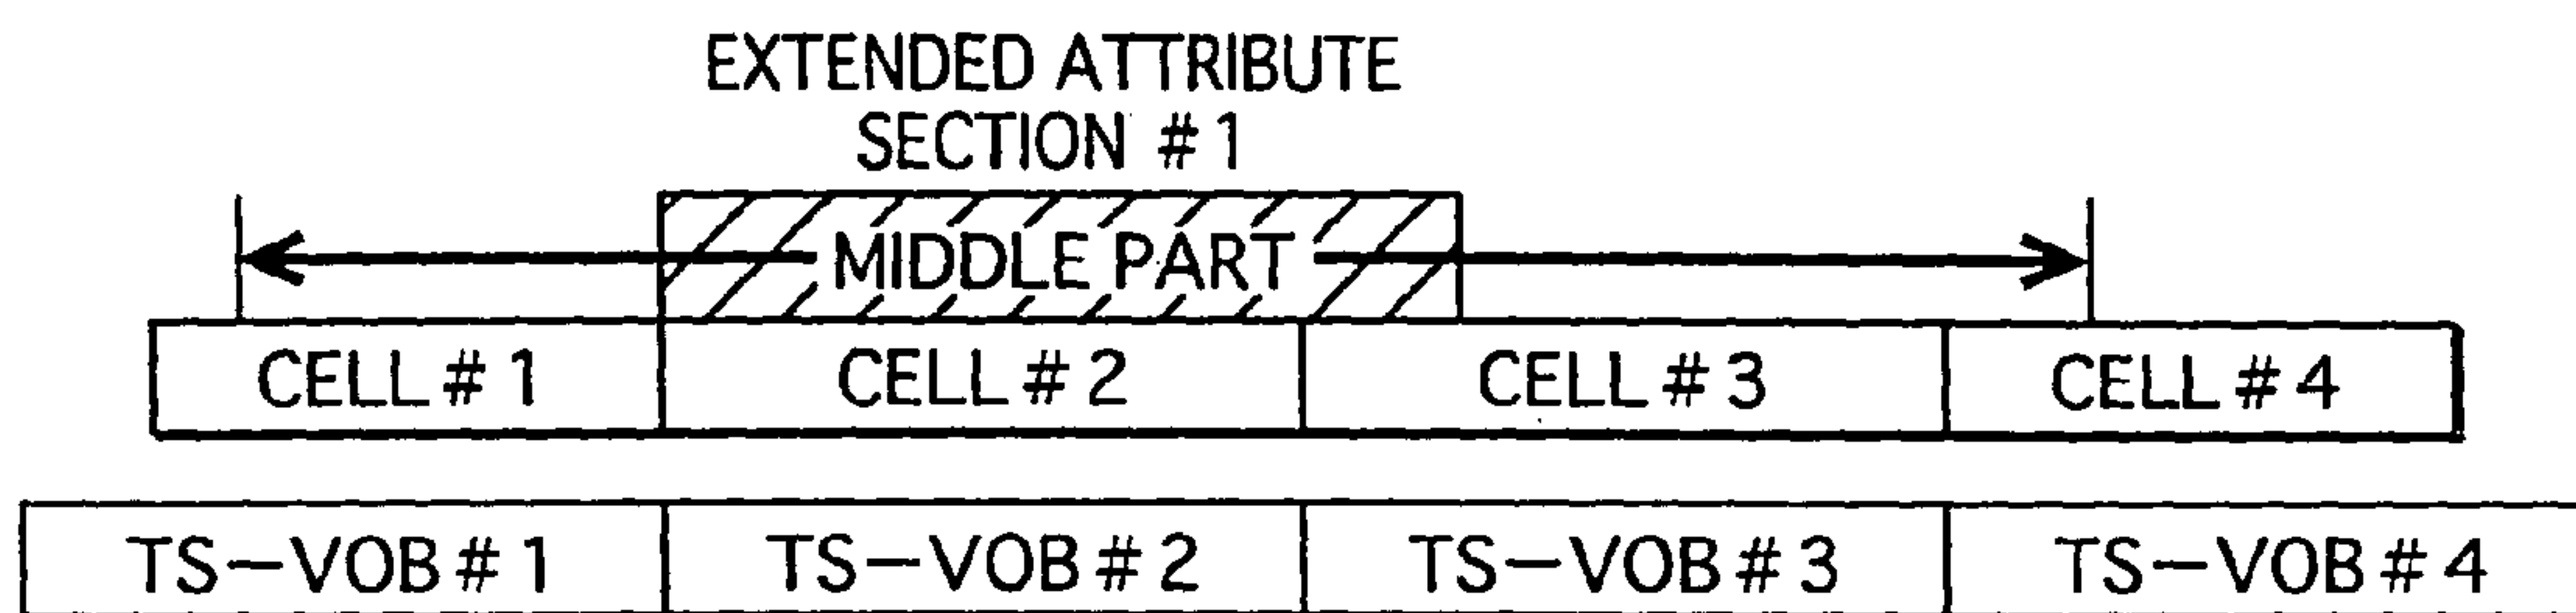 EXTENDED ATTRIBUTE
SECTION #1
MIDDLE PART
CELL #1 CELL #2 CELL #3 CELL #4
TS-VOB #1 TS-VOB #2 TS-VOB #3 TS-VOB #4